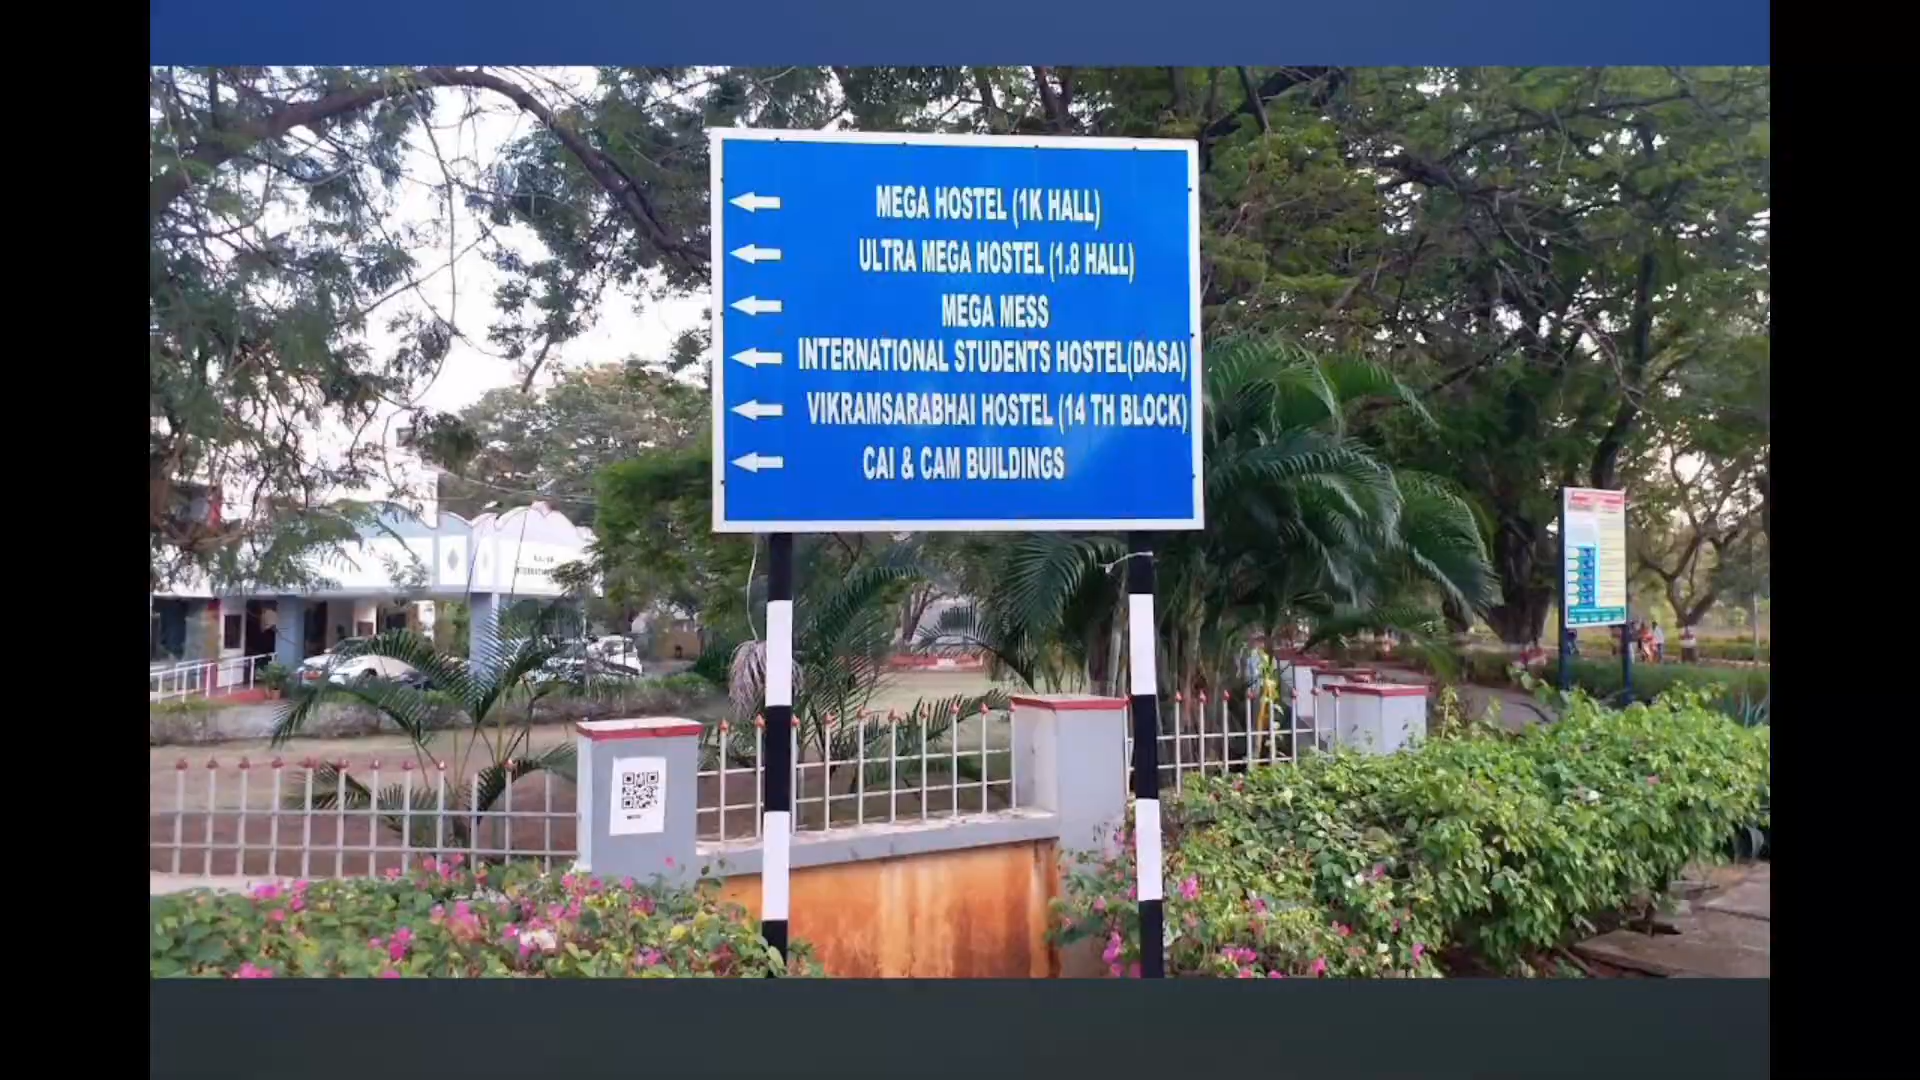 MEGA HOSTEL (1K HALL)
ULTRA MEGA HOSTEL (1.8 HALL)
MEGA MESS
INTERNATIONAL STUDENTS HOSTEL(DASA)
VIKRAMSARABHAI HOSTEL (14 TH BLOCK)
CAI & CAM BUILDINGS